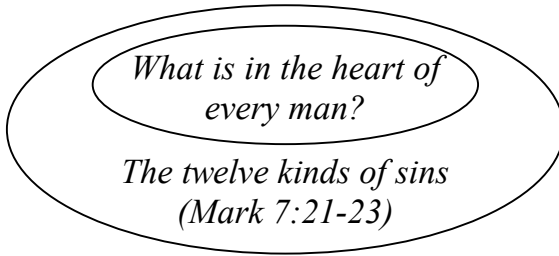 What is in the heart of
every man?
The twelve kinds of sins
(Mark 7:21-23)